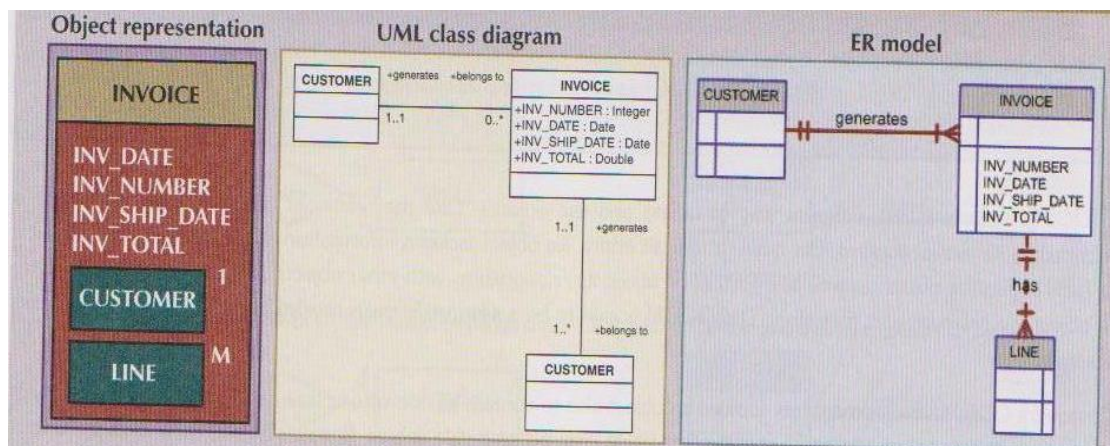 Object representation
INVOICE
INV_DATE
INV_NUMBER
INV_SHIP_DATE
INV_TOTAL
1
CUSTOMER
M
LINE
UML class diagram
CUSTOMER
+generates
+belongs to
1..1
0..*
INVOICE
+INV_NUMBER : Integer
+INV_DATE : Date
+INV_SHIP_DATE : Date
+INV_TOTAL : Double
1..1
+generates
1..*
+belongs to
CUSTOMER
ER model
CUSTOMER
generates
INVOICE
INV_NUMBER
INV_DATE
INV_SHIP_DATE
INV_TOTAL
has
LINE